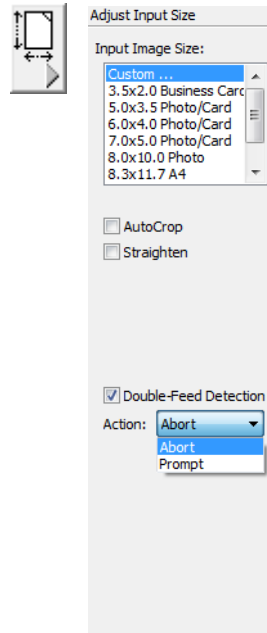 Adjust Input Size
Input Image Size:
Custom ...
3.5x2.0 Business Card
5.0x3.5 Photo/Card
6.0x4.0 Photo/Card
7.0x5.0 Photo/Card
8.0x10.0 Photo
8.3x11.7 A4
AutoCrop
Straighten
Double-Feed Detection
Action: Abort
Abort
Prompt